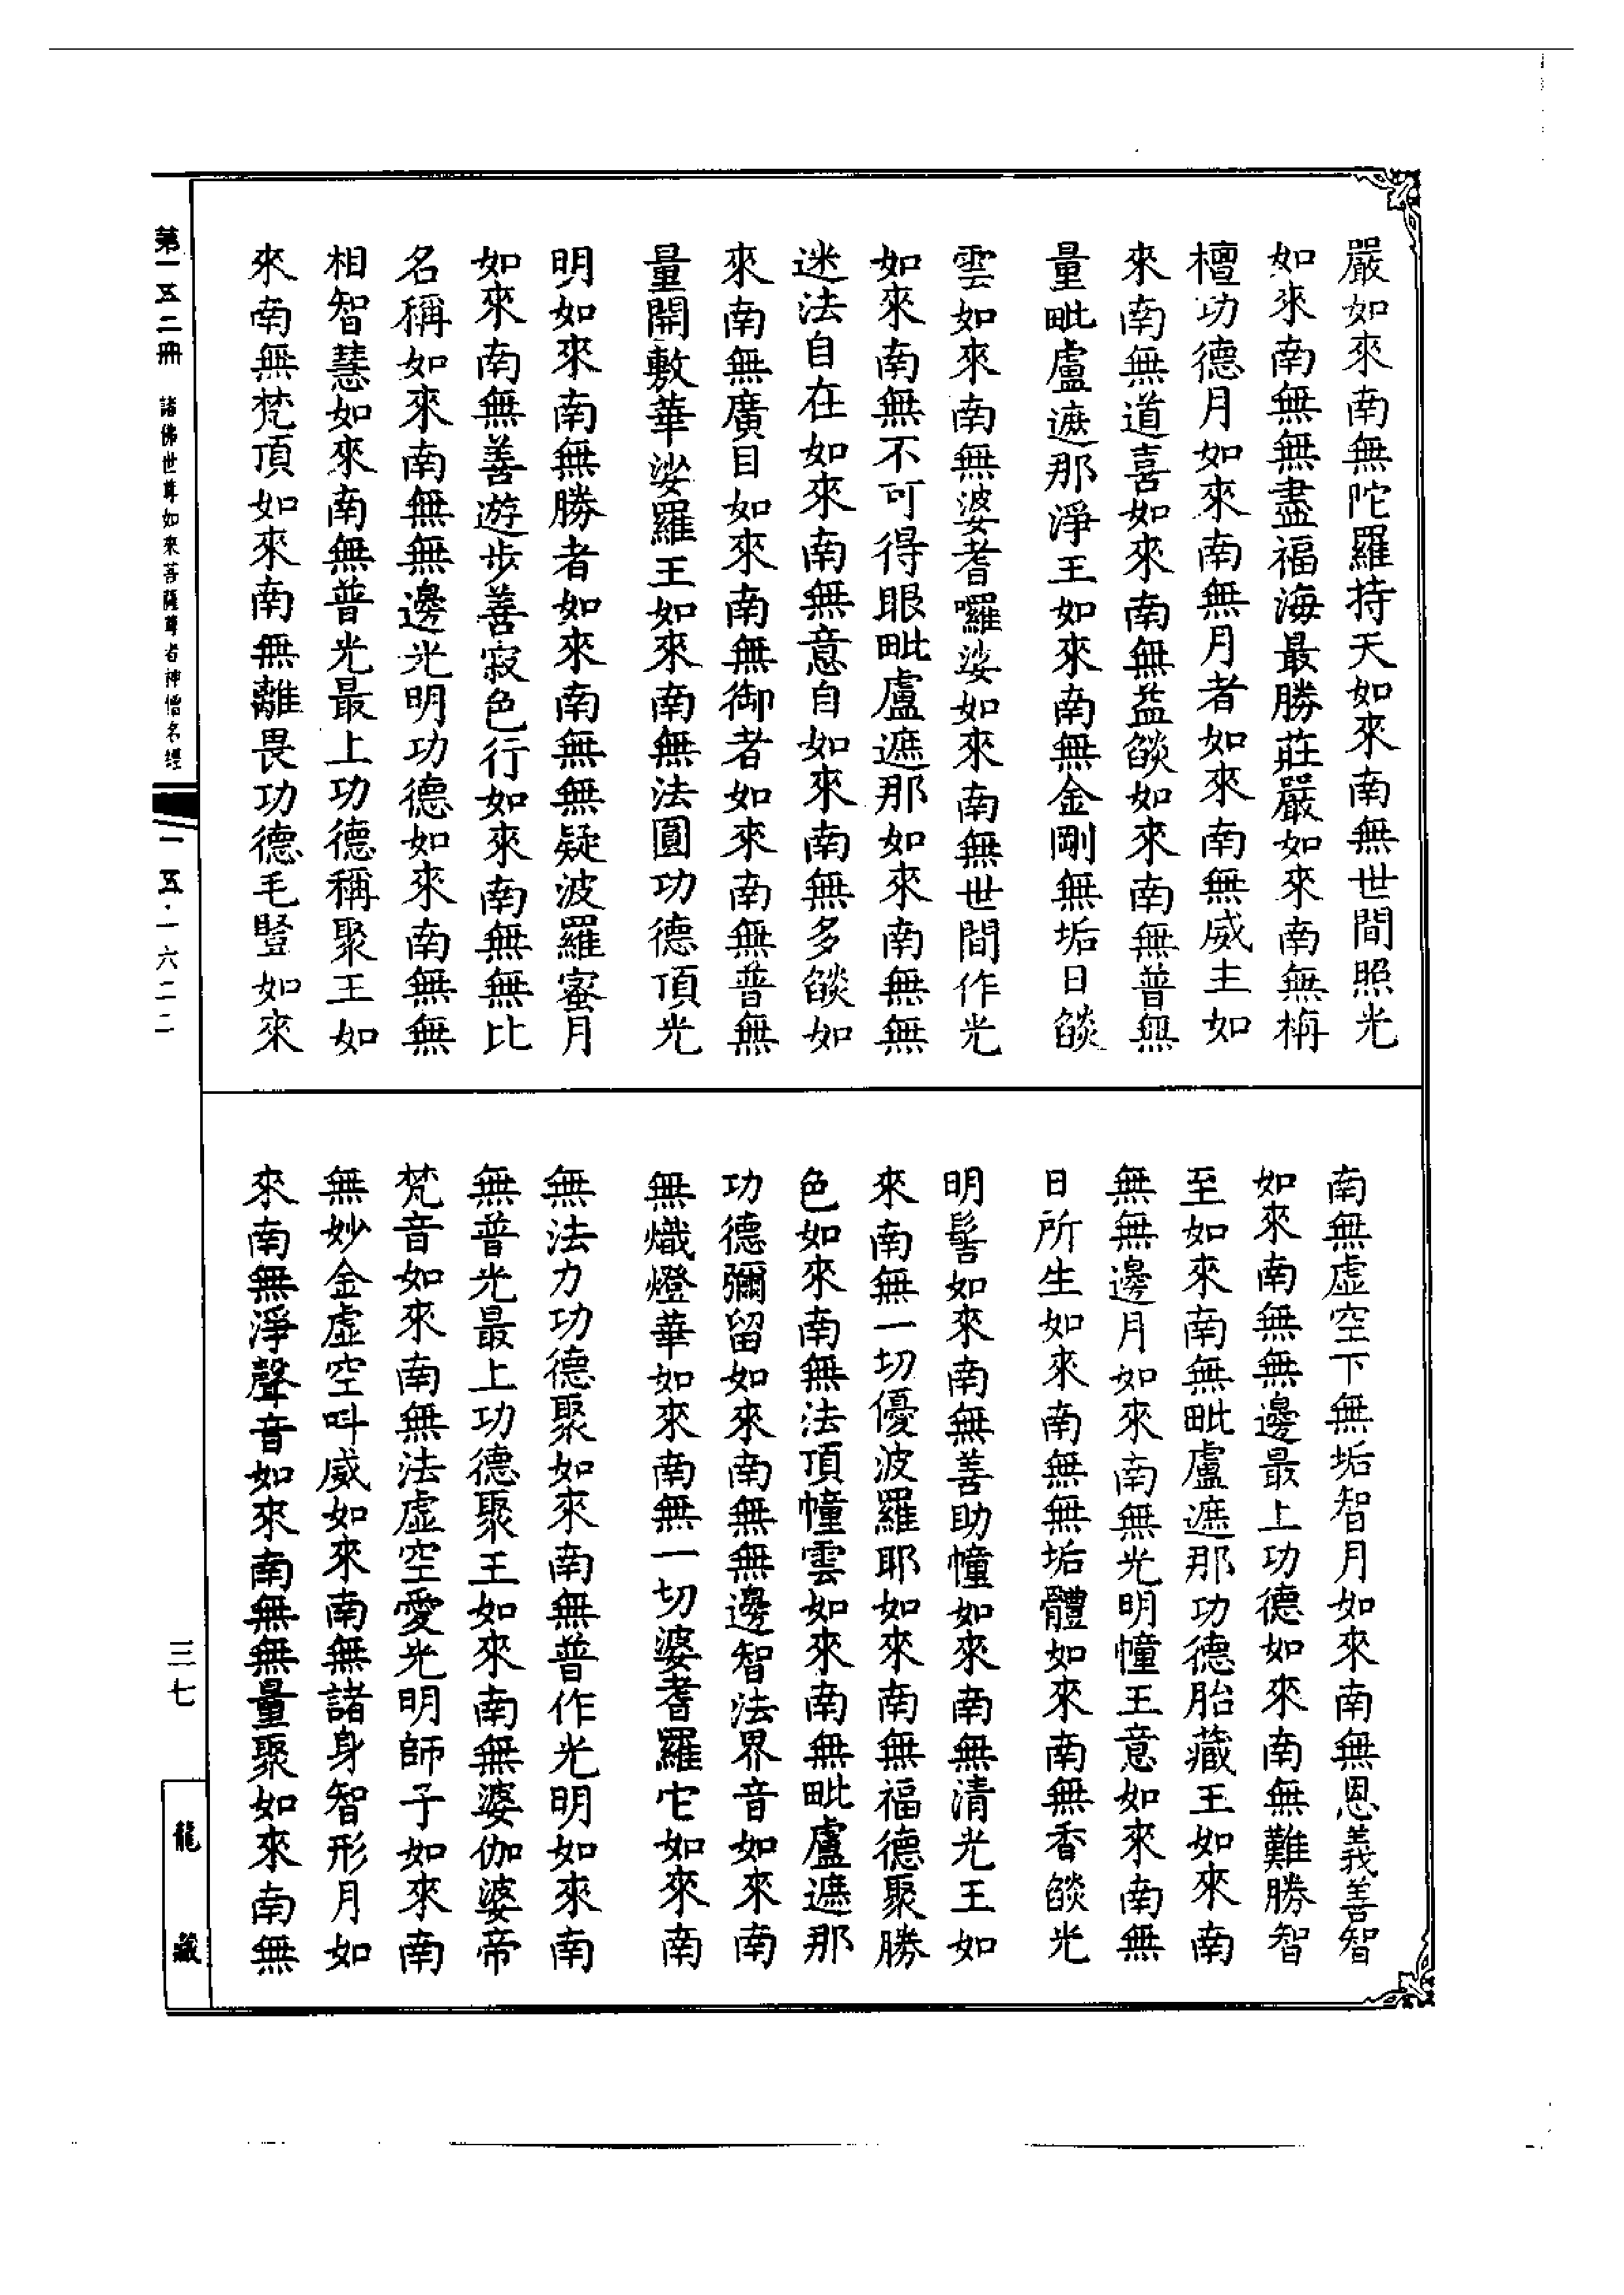 嚴如來南無陀羅持天如來南無世間照光
如來南無無盡福海最勝莊嚴如來南無栴
檀功德月如來南無月者如來南無威主如
來南無道喜如來南無益燄如來南無普無
量毗盧遮那淨王如來南無金剛無垢日燄
雲如來南無婆耆囉娑如來南無世間作光
如來南無不可得眼毗盧遮那如來南無無
迷法自在如來南無意自如來南無多燄如
來南無廣目如來南無御者如來南無普無
量開敷華娑羅王如來南無法圓功德頂光
明如來南無勝者如來南無無疑波羅蜜月
如來南無善遊步善寂色行如來南無無比
名稱如來南無無邊光明功德如來南無無
相智慧如來南無普光最上功德稱聚王如
來南無梵頂如來南無離畏功德毛豎如來
南無虛空下無垢智月如來南無恩義善智
如來南無無邊最上功德如來南無難勝智
至如來南無毗盧遮那功德胎藏王如來南
無無邊月如來南無光明幢王意如來南無
日所生如來南無無垢體如來南無香燄光
明髻如來南無善助幢如來南無清光王如
來南無一切優波羅耶如來南無福德聚勝
色如來南無法頂幢雲如來南無毗盧遮那
功德彌留如來南無無邊智法界音如來南
無熾燈華如來南無一切婆耆羅它如來南
無法力功德聚如來南無普作光明如來南
無普光最上功德聚王如來南無婆伽婆帝
梵音如來南無法虛空愛光明師子如來南
無妙金虛空吽威如來南無諸身智形月如
來南無淨聲音如來南無無量聚如來南無
第一五二冊 諸佛世尊如來菩薩尊者神僧名經
一五·一六二二
三七
龍藏